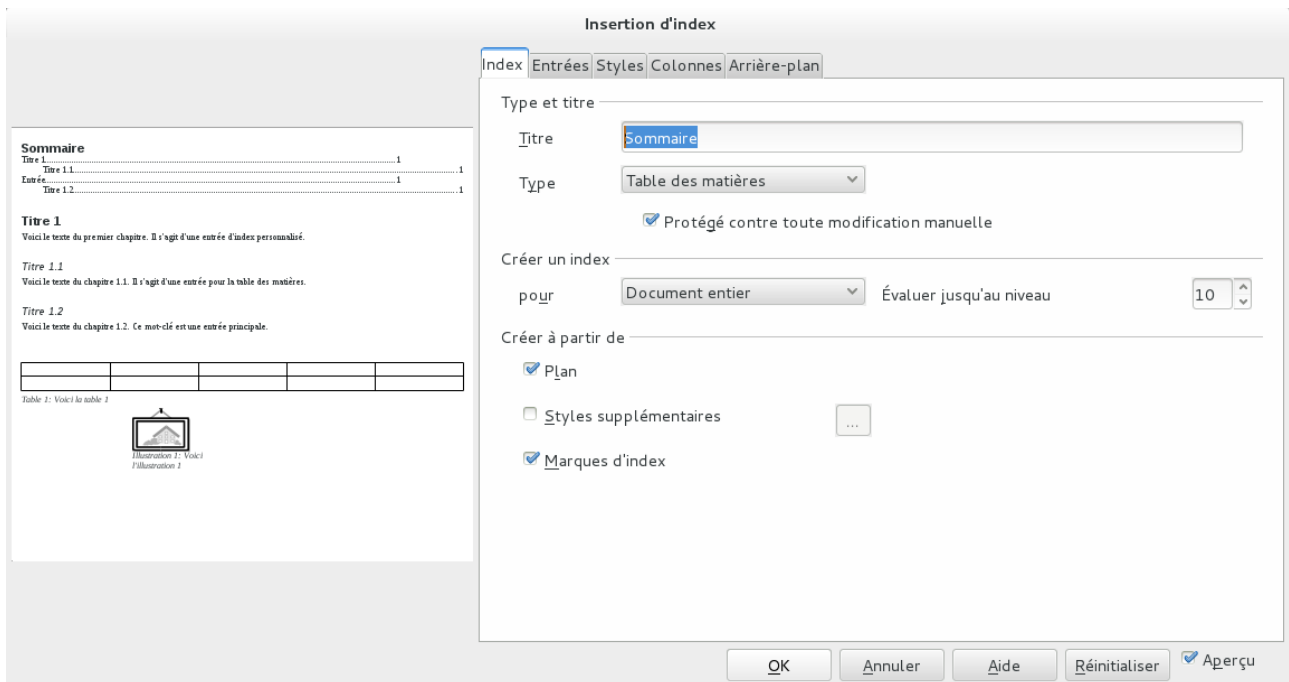 Insertion d'index
Index Entrées Styles Colonnes Arrière-plan
Sommaire
Titre 1 1
Titre 1.1 1
Entrée 1
Titre 1.2 1
Titre 1
Voici le texte du premier chapitre. Il s'agit d'une entrée d'index personnalisé.
Titre 1.1
Voici le texte du chapitre 1.1. Il s'agit d'une entrée pour la table des matières.
Titre 1.2
Voici le texte du chapitre 1.2. Ce mot-clé est une entrée principale.
Table 1: Voici la table 1
Illustration 1: Voici
l'illustration 1
Type et titre
Titre Sommaire
Type Table des matières
Protégé contre toute modification manuelle
Créer un index
pour Document entier Évaluer jusqu'au niveau 10
Créer à partir de
Plan
Styles supplémentaires ...
Marques d'index
OK Annuler Aide Réinitialiser Aperçu